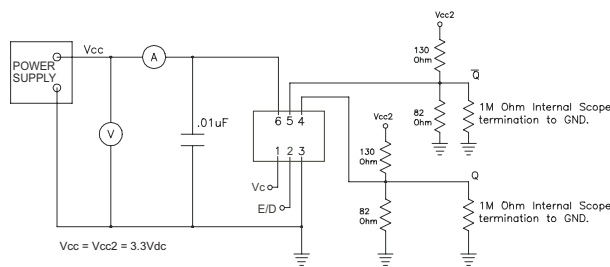 Vcc2
130
Ohm
Q
82
Ohm
1M Ohm Internal Scope
termination to GND.
POWER
SUPPLY
Vcc
A
V
.01uF
6 5 4
1 2 3
Vc
E/D
Vcc2
130
Ohm
Q
82
Ohm
1M Ohm Internal Scope
termination to GND.
Vcc = Vcc2 = 3.3Vdc